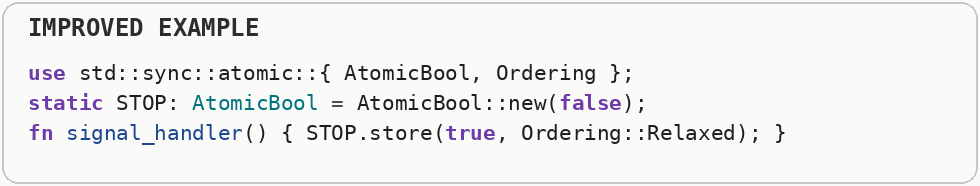 IMPROVED EXAMPLE
use std::sync::atomic::{ AtomicBool, Ordering };
static STOP: AtomicBool = AtomicBool::new(false);
fn signal_handler() { STOP.store(true, Ordering::Relaxed); }